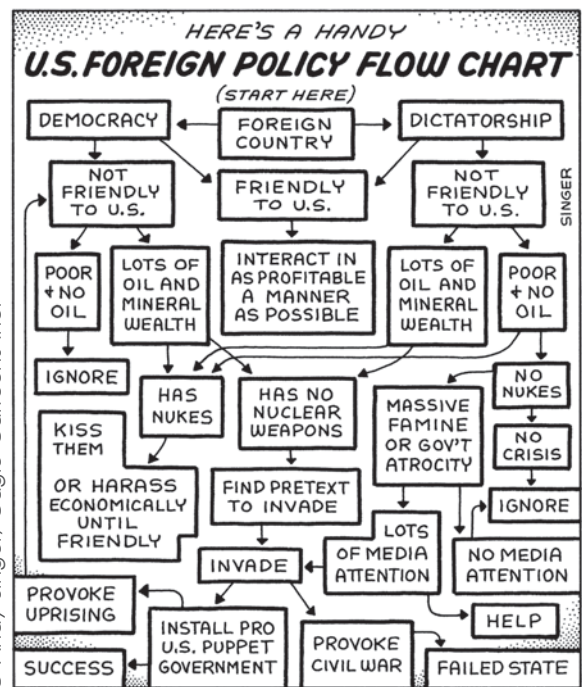 HERE'S A HANDY
U.S. FOREIGN POLICY FLOW CHART
(START HERE)
DEMOCRACY
FOREIGN
COUNTRY
DICTATORSHIP
NOT
FRIENDLY
TO U.S.
FRIENDLY
TO U.S.
NOT
FRIENDLY
TO U.S.
SINGER
POOR
& NO
OIL
LOTS OF
OIL AND
MINERAL
WEALTH
INTERACT IN
AS PROFITABLE
A MANNER
AS POSSIBLE
LOTS OF
OIL AND
MINERAL
WEALTH
POOR
& NO
OIL
IGNORE
HAS
NUKES
HAS NO
NUCLEAR
WEAPONS
MASSIVE
FAMINE
OR GOV'T
ATROCITY
NO
NUKES
NO
CRISIS
KISS
THEM
OR HARASS
ECONOMICALLY
UNTIL
FRIENDLY
FIND PRETEXT
TO INVADE
IGNORE
INVADE
LOTS
OF MEDIA
ATTENTION
NO MEDIA
ATTENTION
PROVOKE
UPRISING
INSTALL PRO
U.S. PUPPET
GOVERNMENT
PROVOKE
CIVIL WAR
HELP
SUCCESS
FAILED STATE